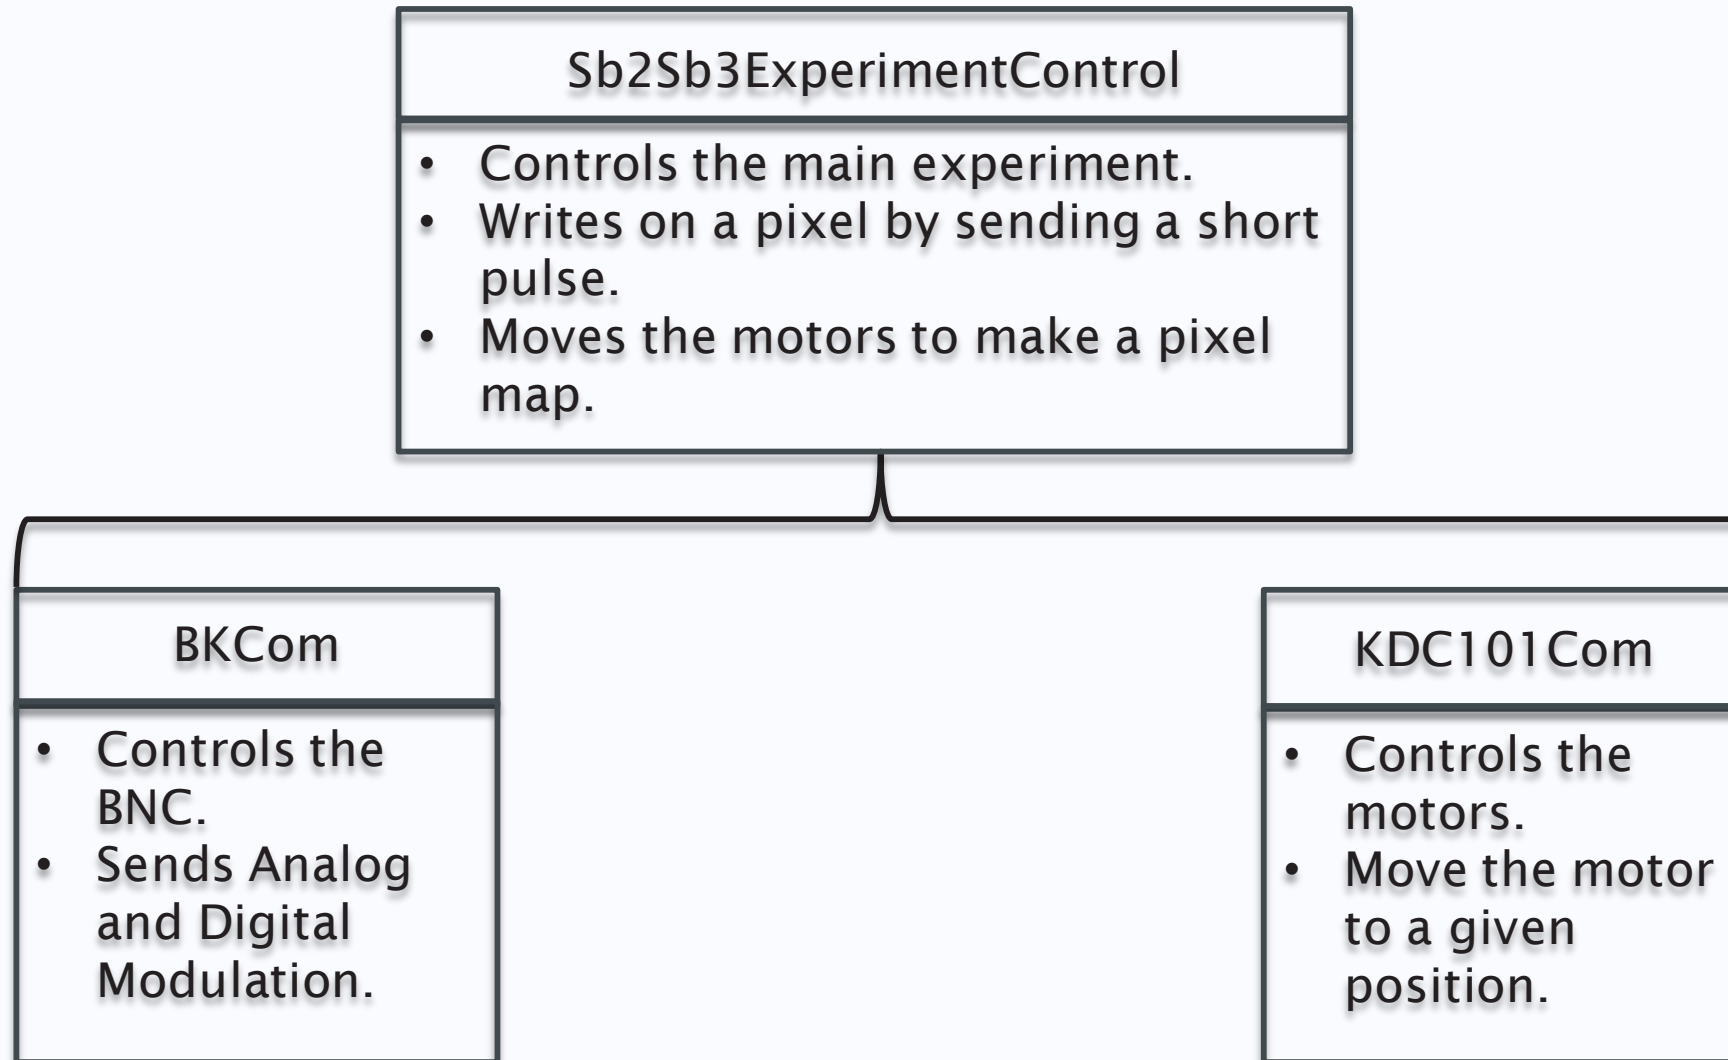 Sb2Sb3ExperimentControl
• Controls the main experiment.
• Writes on a pixel by sending a short
pulse.
• Moves the motors to make a pixel
map.
BKCom
• Controls the
BNC.
• Sends Analog
and Digital
Modulation.
KDC101Com
• Controls the
motors.
• Move the motor
to a given
position.